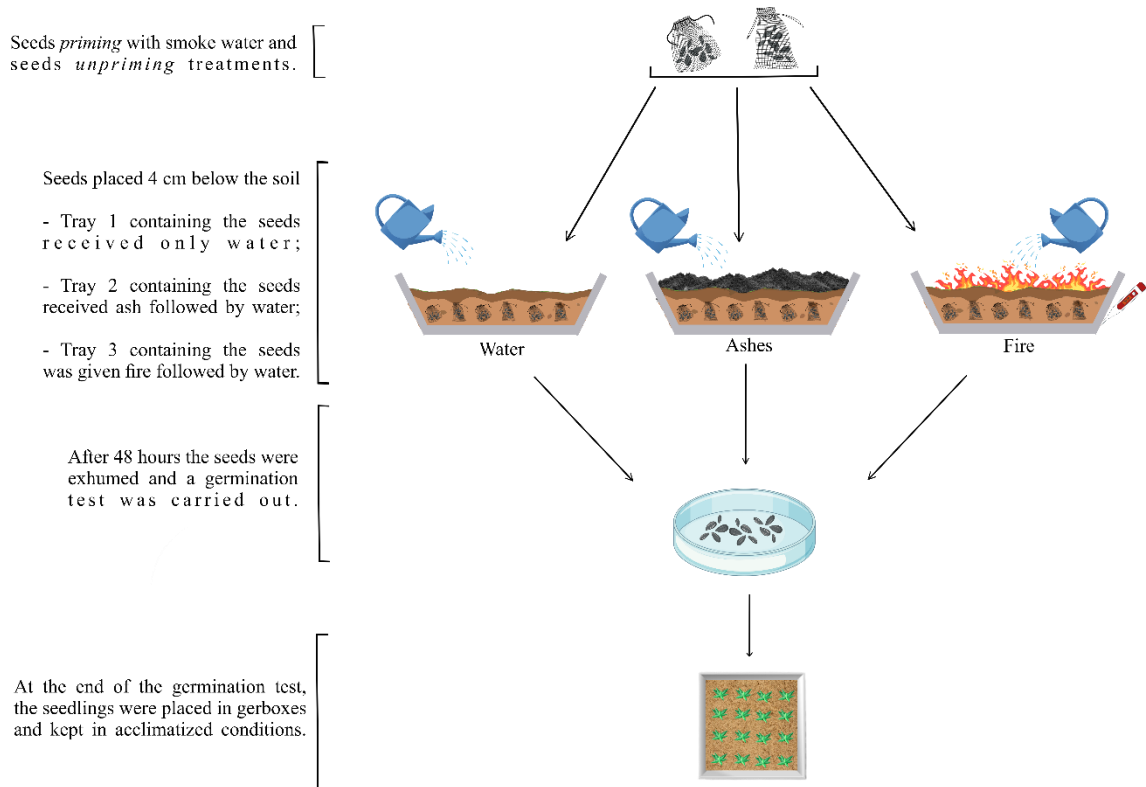 Seeds priming with smoke water and
seeds unpriming treatments.
Seeds placed 4 cm below the soil
- Tray 1 containing the seeds
received only water;
- Tray 2 containing the seeds
received ash followed by water;
- Tray 3 containing the seeds
was given fire followed by water.
Water
Ashes
Fire
After 48 hours the seeds were
exhumed and a germination
test was carried out.
At the end of the germination test,
the seedlings were placed in gerboxes
and kept in acclimatized conditions.